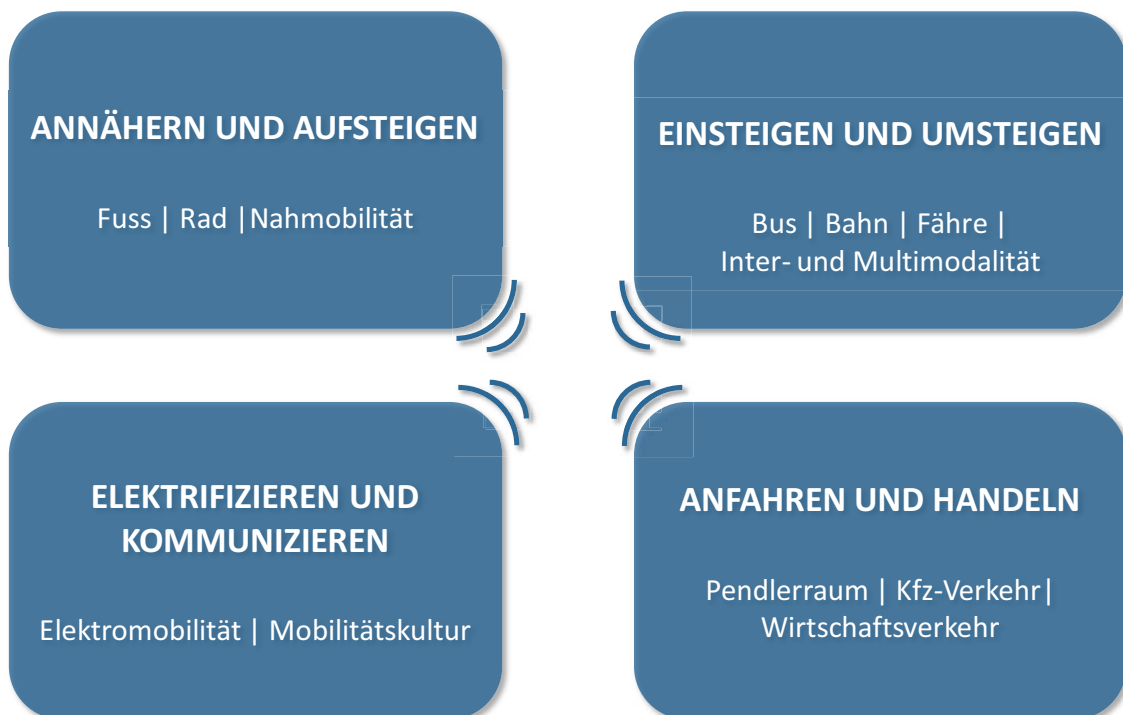 ANNÄHERN UND AUFSTEIGEN
Fuss | Rad |Nahmobilität
EINSTEIGEN UND UMSTEIGEN
Bus | Bahn | Fähre |
Inter- und Multimodalität
ELEKTRIFIZIEREN UND
KOMMUNIZIEREN
Elektromobilität | Mobilitätskultur
ANFAHREN UND HANDELN
Pendlerraum | Kfz-Verkehr|
Wirtschaftsverkehr